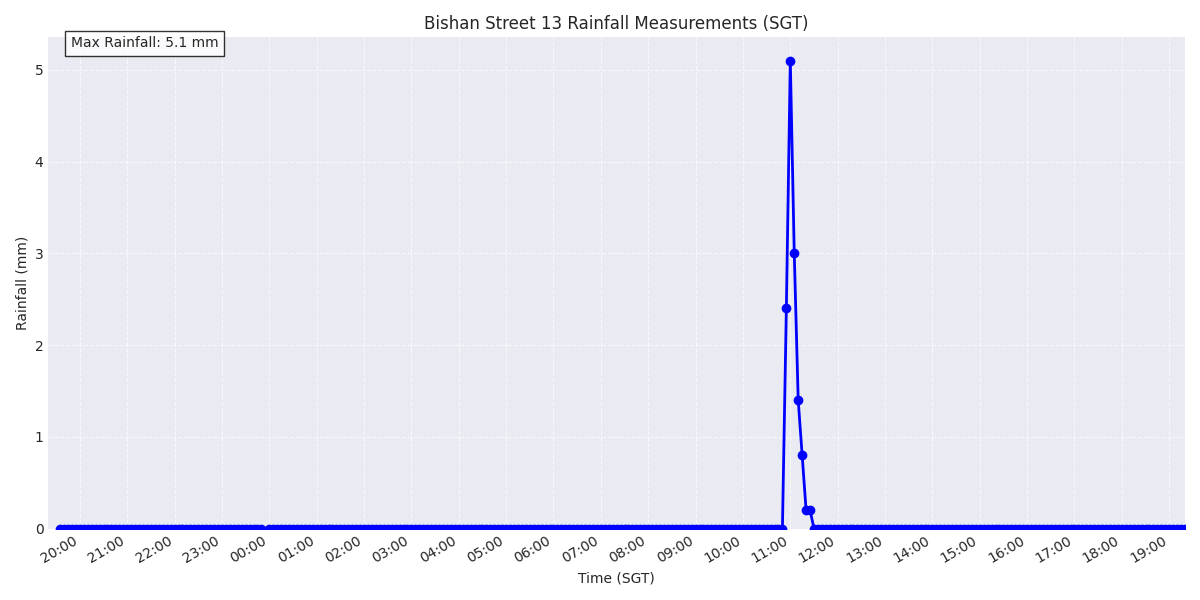 Bishan Street 13 Rainfall Measurements (SGT)
Max Rainfall: 5.1 mm
5
4
3
2
1
0
Rainfall (mm)
20:00 21:00 22:00 23:00 00:00 01:00 02:00 03:00 04:00 05:00 06:00 07:00 08:00 09:00 10:00 11:00 12:00 13:00 14:00 15:00 16:00 17:00 18:00 19:00
Time (SGT)